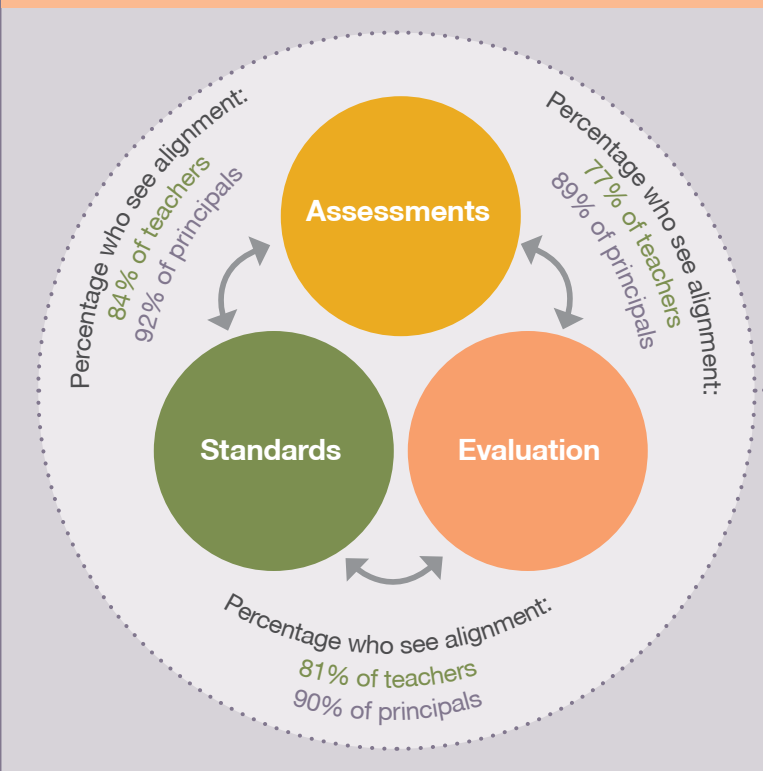 Percentage who see alignment:
84% of teachers
92% of principals
Percentage who see alignment:
77% of teachers
89% of principals
Assessments
Standards
Evaluation
Percentage who see alignment:
81% of teachers
90% of principals